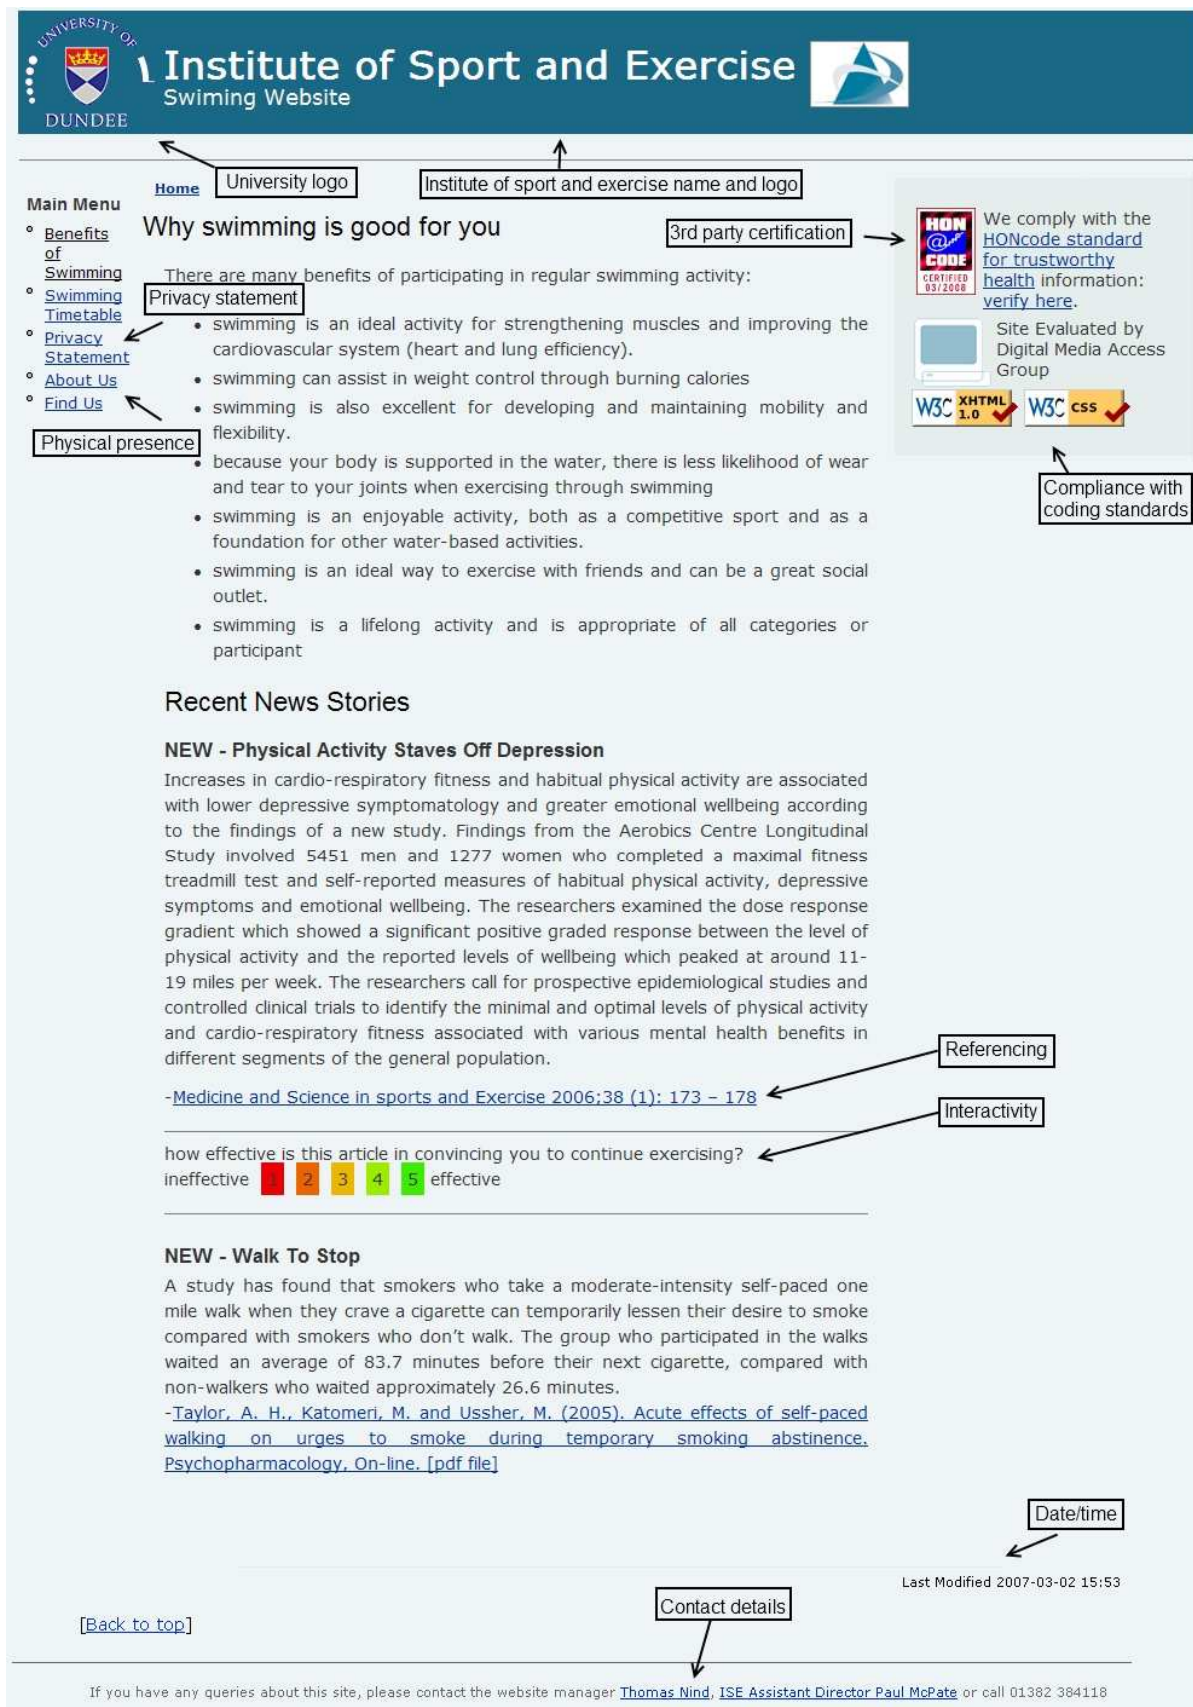 UNIVERSITY OF
DUNDEE
Institute of Sport and Exercise
Swiming Website
University logo
Institute of sport and exercise name and logo
Main Menu
Benefits
of
Swimming
Swimming
Timetable
Privacy
Statement
About Us
Find Us
Privacy statement
Physical presence
Home
Why swimming is good for you
There are many benefits of participating in regular swimming activity:
• swimming is an ideal activity for strengthening muscles and improving the
cardiovascular system (heart and lung efficiency).
• swimming can assist in weight control through burning calories
• swimming is also excellent for developing and maintaining mobility and
flexibility.
• because your body is supported in the water, there is less likelihood of wear
and tear to your joints when exercising through swimming
• swimming is an enjoyable activity, both as a competitive sport and as a
foundation for other water-based activities.
• swimming is an ideal way to exercise with friends and can be a great social
outlet.
• swimming is a lifelong activity and is appropriate of all categories or
participant
3rd party certification
HON
@
CODE
CERTIFIED
03/2008
We comply with the
HONcode standard
for trustworthy
health information:
verify here.
Site Evaluated by
Digital Media Access
Group
W3C XHTML 1.0
W3C css
Compliance with
coding standards
Recent News Stories
NEW - Physical Activity Staves Off Depression
Increases in cardio-respiratory fitness and habitual physical activity are associated
with lower depressive symptomatology and greater emotional wellbeing according
to the findings of a new study. Findings from the Aerobics Centre Longitudinal
Study involved 5451 men and 1277 women who completed a maximal fitness
treadmill test and self-reported measures of habitual physical activity, depressive
symptoms and emotional wellbeing. The researchers examined the dose response
gradient which showed a significant positive graded response between the level of
physical activity and the reported levels of wellbeing which peaked at around 11-
19 miles per week. The researchers call for prospective epidemiological studies and
controlled clinical trials to identify the minimal and optimal levels of physical activity
and cardio-respiratory fitness associated with various mental health benefits in
different segments of the general population.
Referencing
-Medicine and Science in sports and Exercise 2006;38 (1): 173 – 178
Interactivity
how effective is this article in convincing you to continue exercising?
ineffective 1 2 3 4 5 effective
NEW - Walk To Stop
A study has found that smokers who take a moderate-intensity self-paced one
mile walk when they crave a cigarette can temporarily lessen their desire to smoke
compared with smokers who don't walk. The group who participated in the walks
waited an average of 83.7 minutes before their next cigarette, compared with
non-walkers who waited approximately 26.6 minutes.
-Taylor, A. H., Katomeri, M. and Ussher, M. (2005). Acute effects of self-paced
walking on urges to smoke during temporary smoking abstinence.
Psychopharmacology, On-line. [pdf file]
Date/time
Last Modified 2007-03-02 15:53
Contact details
[Back to top]
If you have any queries about this site, please contact the website manager Thomas Nind, ISE Assistant Director Paul McPate or call 01382 384118